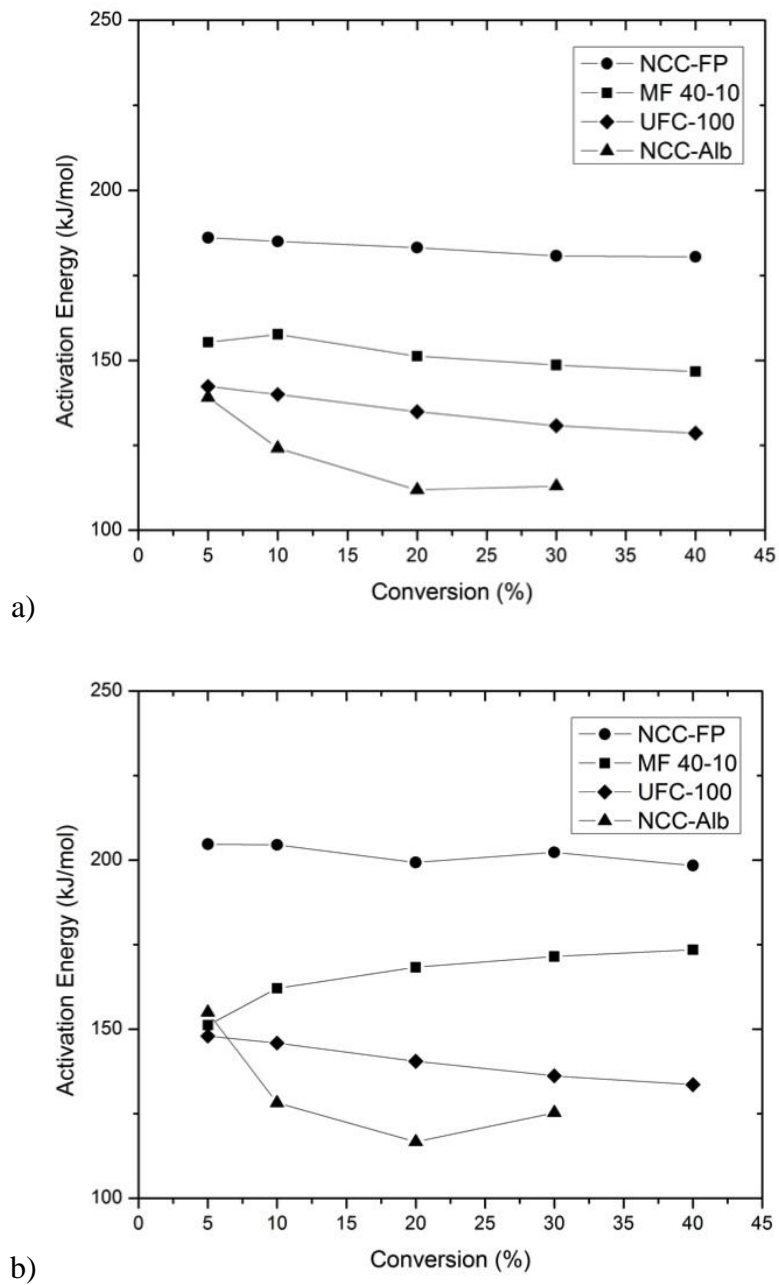 250
200
150
100
Activation Energy (kJ/mol)
NCC-FP
MF 40-10
UFC-100
NCC-Alb
0 5 10 15 20 25 30 35 40 45
Conversion (%)
a)
250
200
150
100
Activation Energy (kJ/mol)
NCC-FP
MF 40-10
UFC-100
NCC-Alb
0 5 10 15 20 25 30 35 40 45
Conversion (%)
b)